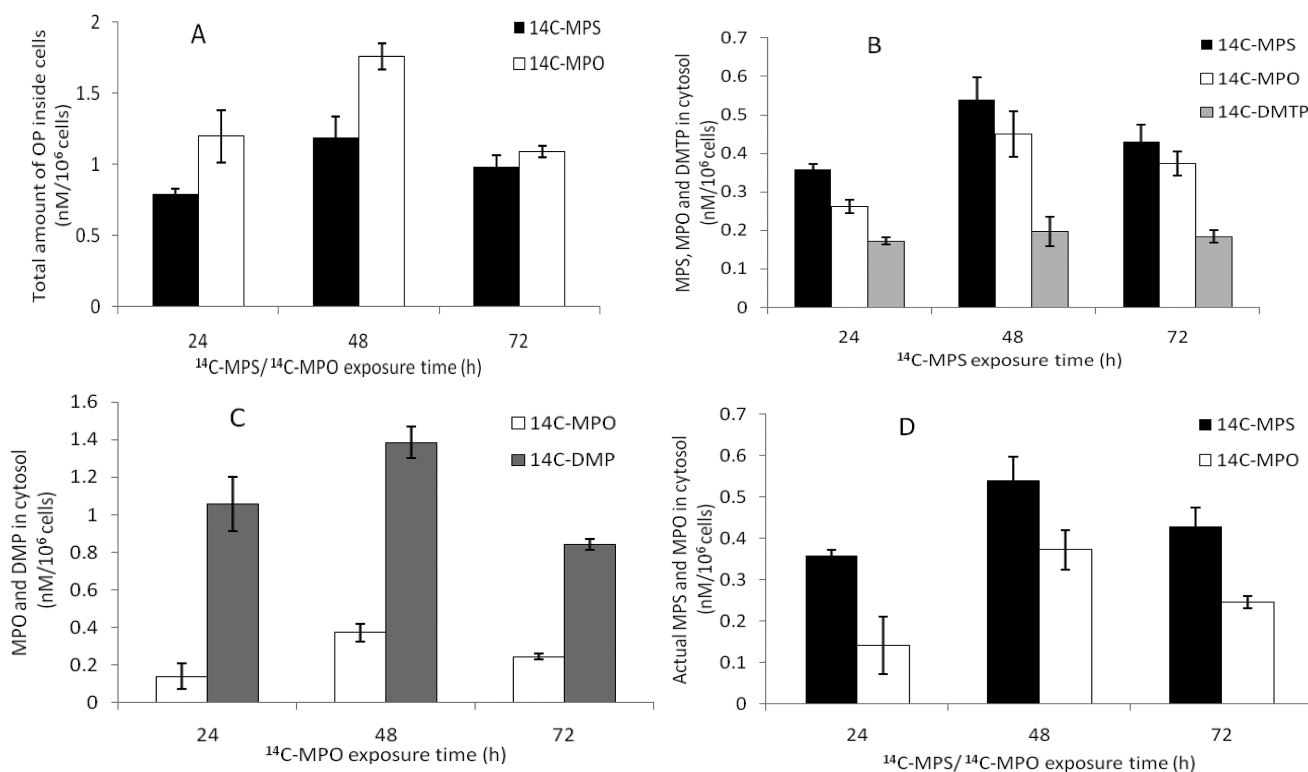 A
Total amount of OP inside cells
(nM/10⁶ cells)
2
1.5
1
0.5
0
14C-MPS
14C-MPO
24
48
72
¹⁴C-MPS/ ¹⁴C-MPO exposure time (h)
B
MPS, MPO and DMTP in cytosol
(nM/10⁶ cells)
0.7
0.6
0.5
0.4
0.3
0.2
0.1
0
14C-MPS
14C-MPO
14C-DMTP
24
48
72
¹⁴C-MPS exposure time (h)
C
MPO and DMP in cytosol
(nM/10⁶ cells)
1.6
1.4
1.2
1
0.8
0.6
0.4
0.2
0
14C-MPO
14C-DMP
24
48
72
¹⁴C-MPO exposure time (h)
D
Actual MPS and MPO in cytosol
(nM/10⁶ cells)
0.7
0.6
0.5
0.4
0.3
0.2
0.1
0
14C-MPS
14C-MPO
24
48
72
¹⁴C-MPS/ ¹⁴C-MPO exposure time (h)